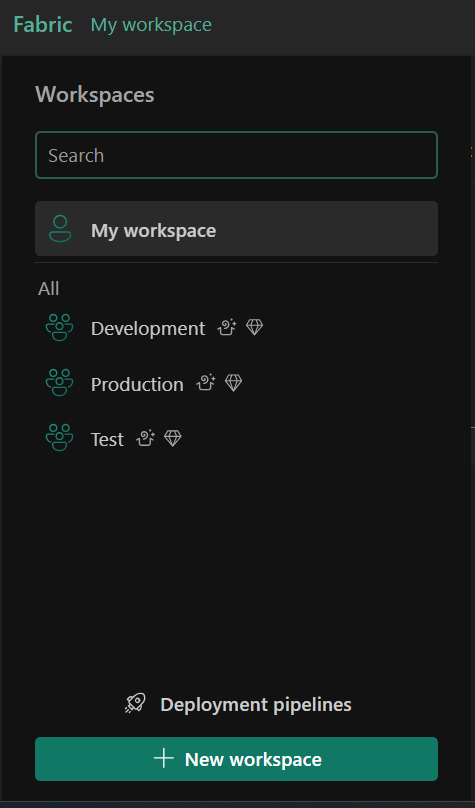 Fabric My workspace
Workspaces
Search
My workspace
All
Development
Production
Test
Deployment pipelines
New workspace